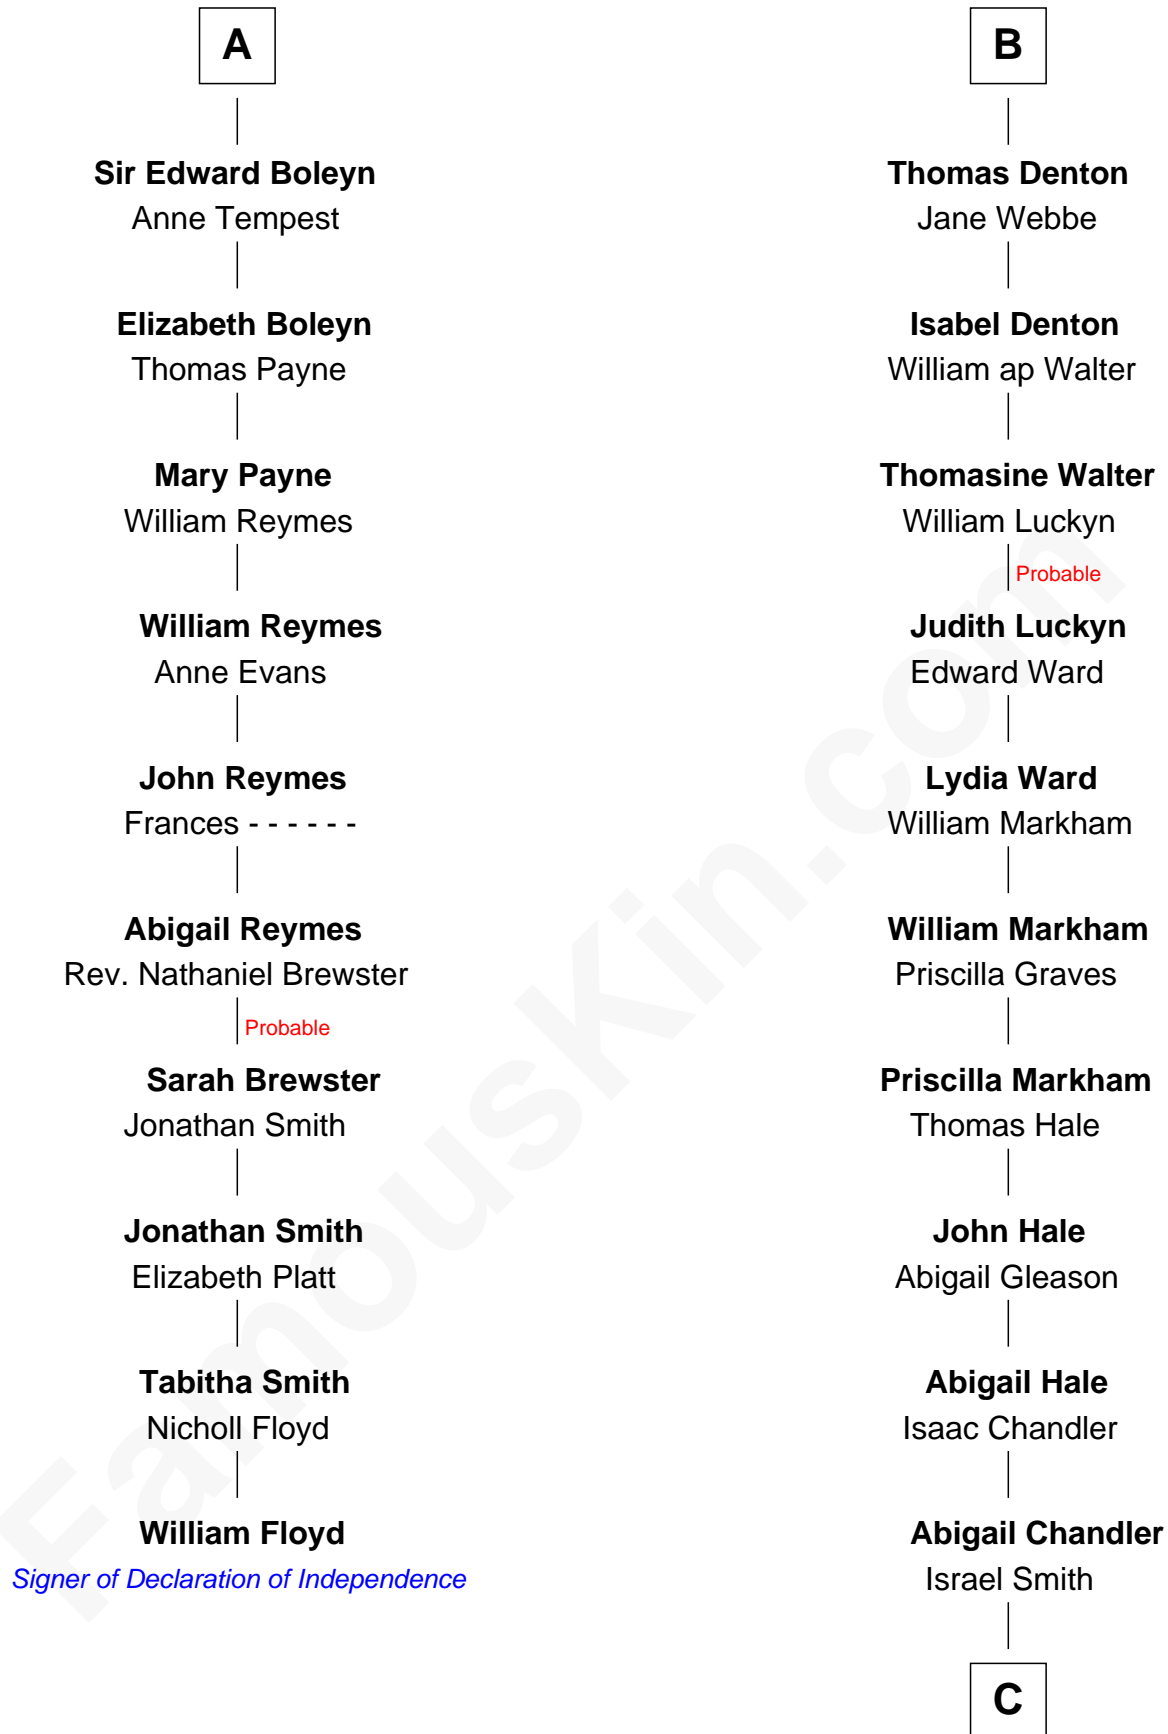 A
Sir Edward Boleyn
Anne Tempest
Elizabeth Boleyn
Thomas Payne
Mary Payne
William Reymes
William Reymes
Anne Evans
John Reymes
Frances - - - - - -
Abigail Reymes
Rev. Nathaniel Brewster
Probable
Sarah Brewster
Jonathan Smith
Jonathan Smith
Elizabeth Platt
Tabitha Smith
Nicholl Floyd
William Floyd
Signer of Declaration of Independence
B
Thomas Denton
Jane Webbe
Isabel Denton
William ap Walter
Thomasine Walter
William Luckyn
Probable
Judith Luckyn
Edward Ward
Lydia Ward
William Markham
William Markham
Priscilla Graves
Priscilla Markham
Thomas Hale
John Hale
Abigail Gleason
Abigail Hale
Isaac Chandler
Abigail Chandler
Israel Smith
C
FamousKin.com